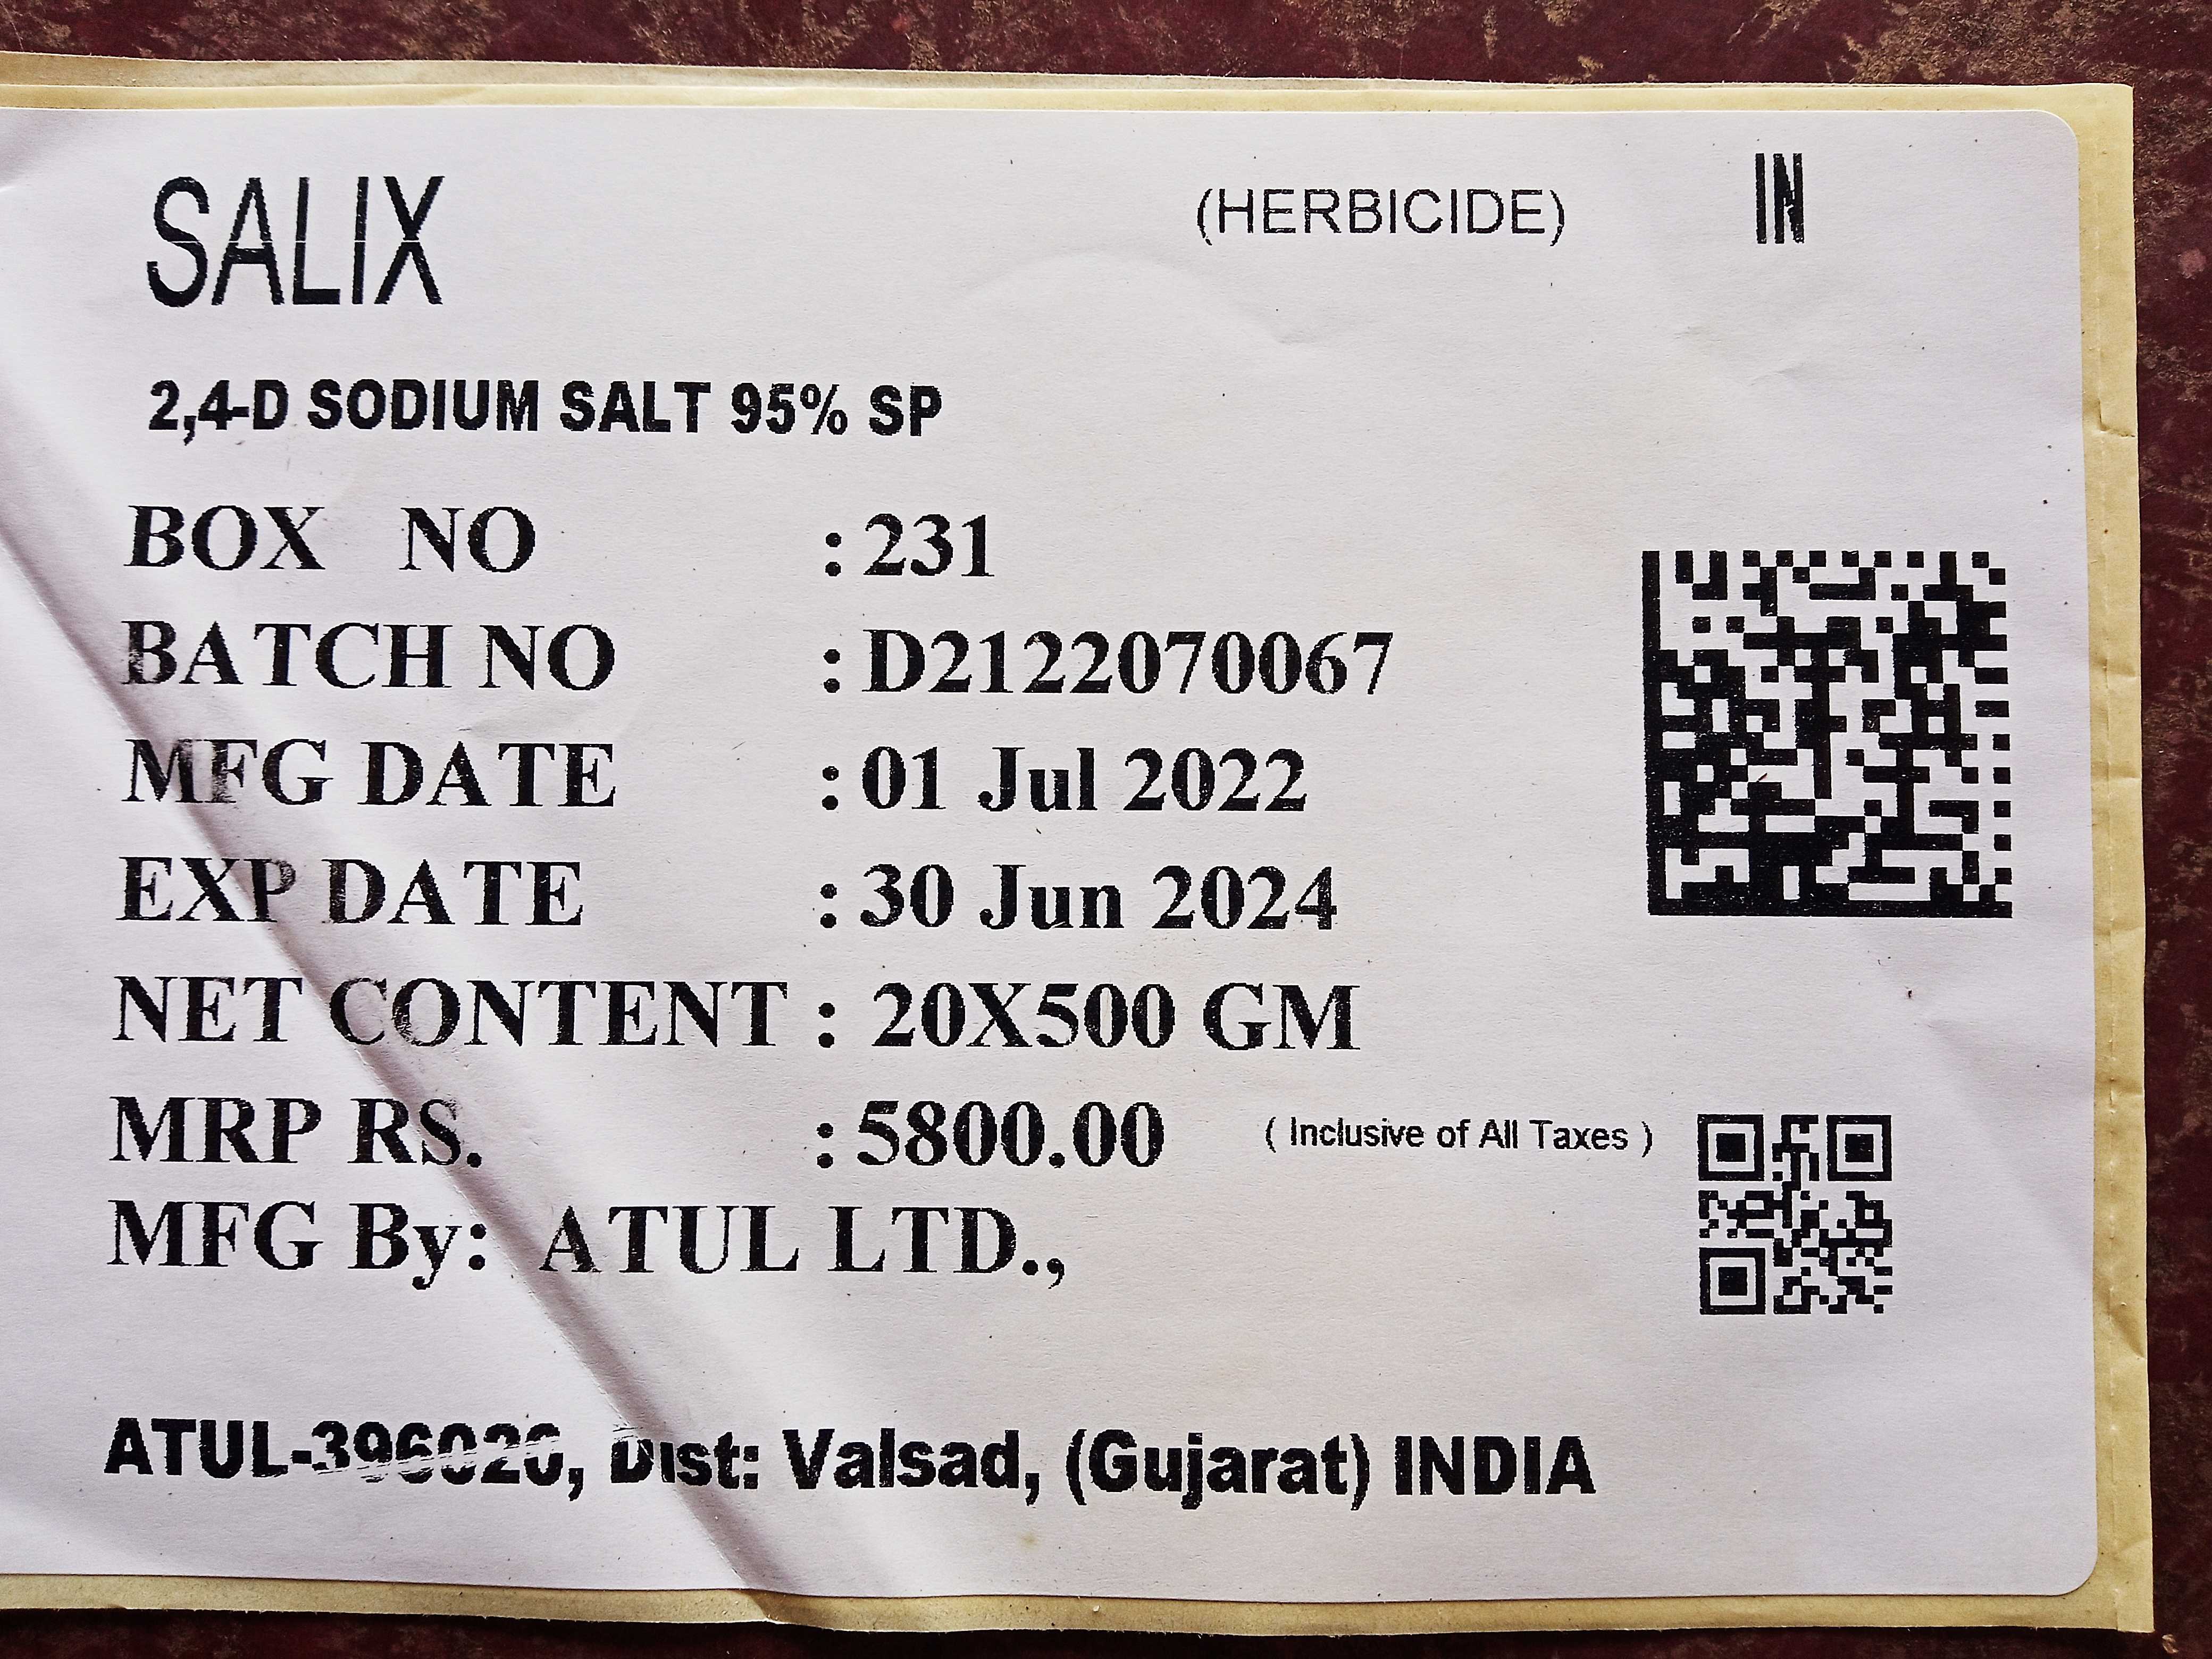 SALIX (HERBICIDE) IN
2,4-D SODIUM SALT 95% SP
BOX NO : 231
BATCH NO : D2122070067
MFG DATE : 01 Jul 2022
EXP DATE : 30 Jun 2024
NET CONTENT : 20X500 GM
MRP RS. : 5800.00 ( Inclusive of All Taxes )
MFG By: ATUL LTD.,
ATUL-396020, Dist: Valsad, (Gujarat) INDIA